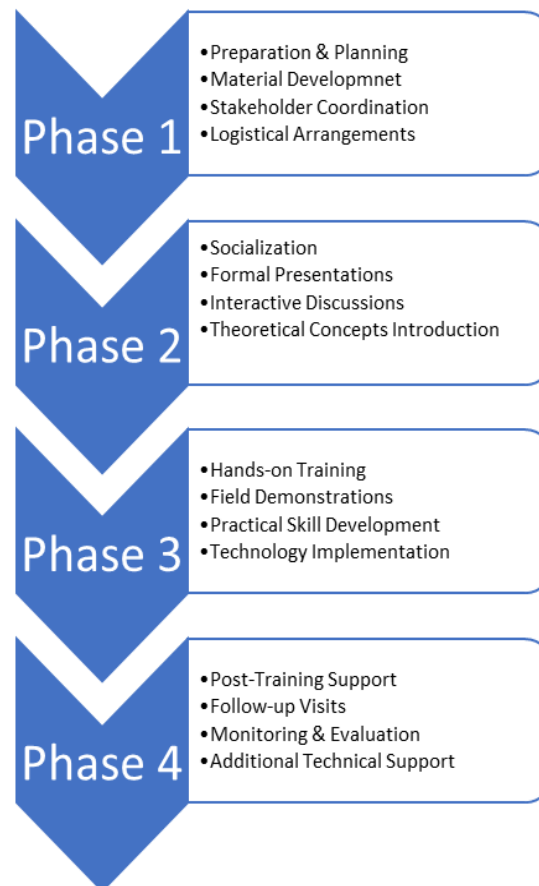 Phase 1
•Preparation & Planning
•Material Developmnet
•Stakeholder Coordination
•Logistical Arrangements
Phase 2
•Socialization
•Formal Presentations
•Interactive Discussions
•Theoretical Concepts Introduction
Phase 3
•Hands-on Training
•Field Demonstrations
•Practical Skill Development
•Technology Implementation
Phase 4
•Post-Training Support
•Follow-up Visits
•Monitoring & Evaluation
•Additional Technical Support